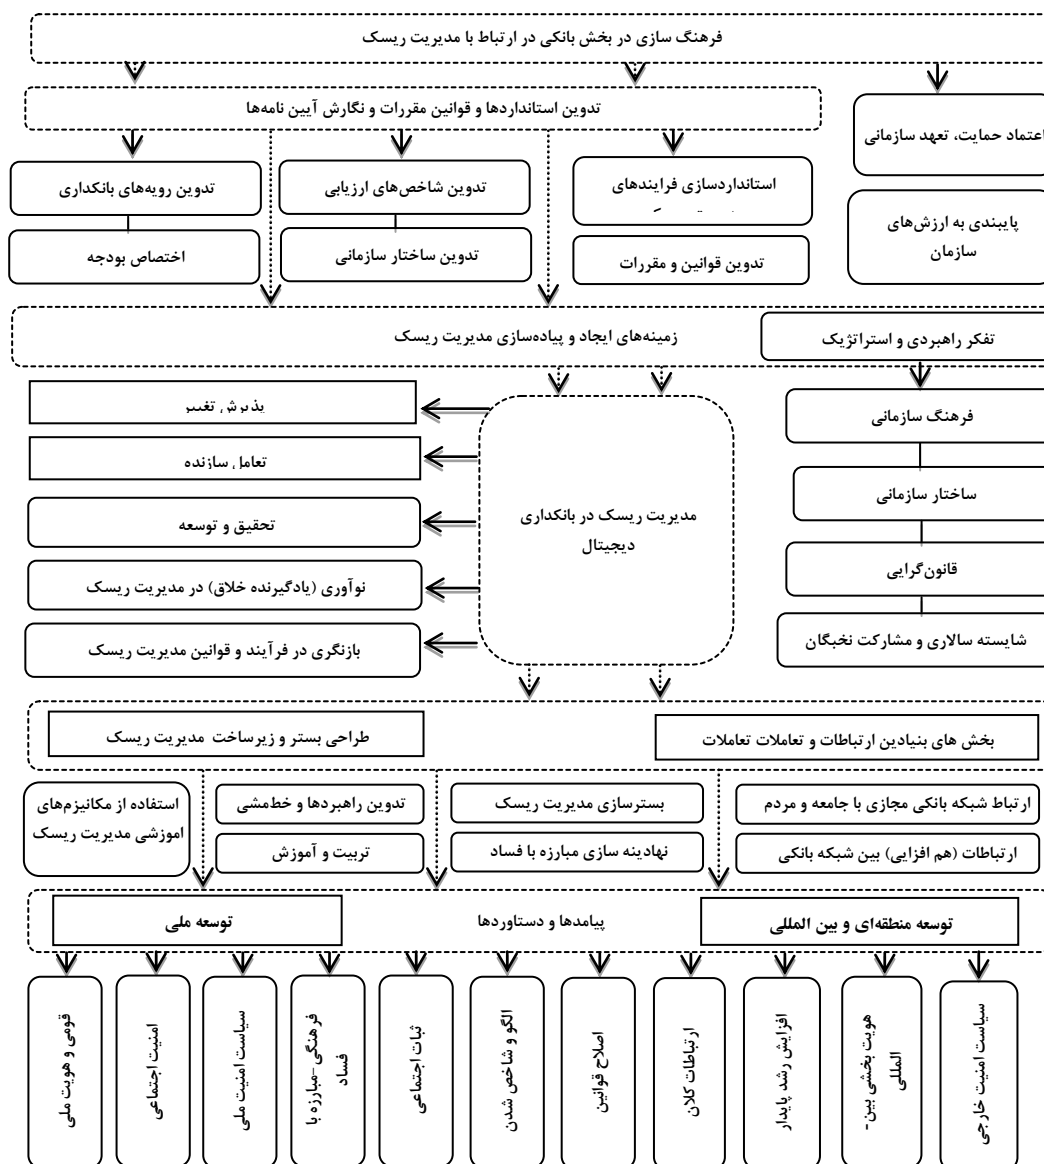 فرهنگ سازی در بخش بانکی در ارتباط با مدیریت ریسک
تدوین استانداردها و قوانین مقررات و نگارش آیین نامه‌ها
اعتماد حمایت، تعهد سازمانی
استانداردسازی فرایندهای
تدوین شاخص‌های ارزیابی
تدوین رویه‌های بانکداری
پایبندی به ارزش‌های
سازمان
تدوین قوانین و مقررات
تدوین ساختار سازمانی
اختصاص بودجه
تفکر راهبردی و استراتژیک
زمینه‌های ایجاد و پیاده‌سازی مدیریت ریسک
فرهنگ سازمانی
ساختار سازمانی
قانون‌گرایی
شایسته سالاری و مشارکت نخبگان
مدیریت ریسک در بانکداری
دیجیتال
پذیرش تغییر
تعامل سازنده
تحقیق و توسعه
نوآوری (یادگیرنده خلاق) در مدیریت ریسک
بازنگری در فرآیند و قوانین مدیریت ریسک
بخش های بنیادین ارتباطات و تعاملات تعاملات
طراحی بستر و زیرساخت مدیریت ریسک
ارتباط شبکه بانکی مجازی با جامعه و مردم
بسترسازی مدیریت ریسک
تدوین راهبردها و خط‌مشی
استفاده از مکانیزم‌های
اموزشی مدیریت ریسک
ارتباطات (هم افزایی) بین شبکه بانکی
نهادینه سازی مبارزه با فساد
تربیت و آموزش
توسعه منطقه‌ای و بین المللی
پیامدها و دستاوردها
توسعه ملی
سیاست امنیت خارجی
هویت بخشی بین-
المللی
افزایش رشد پایدار
ارتباطات کلان
اصلاح قوانین
الگو و شاخص شدن
ثبات اجتماعی
فرهنگی –مبارزه با
فساد
سیاست امنیت ملی
امنیت اجتماعی
قومی و هویت ملی